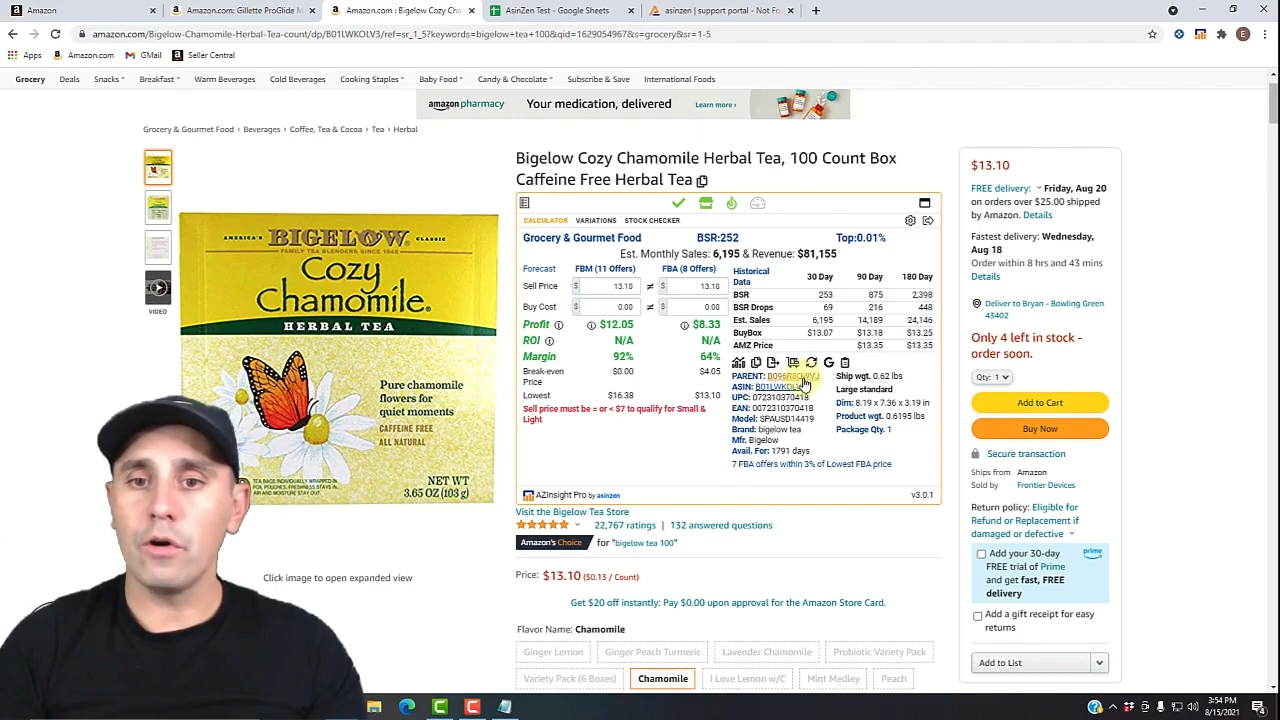 Amazon
Amazon.com: Gillette ProGlide M
Amazon.com : Bigelow Cozy Cha
AsinZen Test - Google Sheets
asinzen | support portal - Not Fo
amazon.com/Bigelow-Chamomile-Herbal-Tea-count/dp/B01LWKOLV3/ref=sr_1_5?keywords=bigelow+tea+100&qid=1629054967&s=grocery&sr=1-5
Apps Amazon.com GMail Seller Central
Grocery Deals Snacks Breakfast Warm Beverages Cold Beverages Cooking Staples Baby Food Candy & Chocolate Subscribe & Save International Foods
amazon pharmacy Your medication, delivered Learn more ›
Grocery & Gourmet Food › Beverages › Coffee, Tea & Cocoa › Tea › Herbal
VIDEO
AMERICA'S CLASSIC
BIGELOW
FAMILY TEA BLENDERS SINCE 1945
Cozy
Chamomile
HERBAL TEA
Pure chamomile
flowers for
quiet moments
CAFFEINE FREE
ALL NATURAL
NET WT
3.65 OZ (103 g)
Click image to open expanded view
Bigelow Cozy Chamomile Herbal Tea, 100 Count Box
Caffeine Free Herbal Tea
CALCULATOR VARIATIONS STOCK CHECKER
Grocery & Gourmet Food BSR:252 Top:0.01%
Est. Monthly Sales: 6,195 & Revenue: $81,155
Forecast FBM (11 Offers) FBA (8 Offers)
Sell Price $ 13.10 ≠ $ 13.10
Buy Cost $ 0.00 ≠ $ 0.00
Profit $12.05 $8.33
ROI N/A N/A
Margin 92% 64%
Break-even Price $0.00 $4.05
Lowest $16.38 $13.10
Sell price must be = or < $7 to qualify for Small &
Light
Historical Data 30 Day 90 Day 180 Day
BSR 253 875 2,398
BSR Drops 69 216 448
Est. Sales 6,195 14,189 24,146
BuyBox $13.07 $13.18 $13.25
AMZ Price $13.35 $13.35
PARENT: Ship wgt. 0.62 lbs
ASIN: Large standard
UPC: 072310370418
EAN: 0072310370418 Dim: 8.19 x 7.36 x 3.19 in
Model: SPAUSD14419 Product wgt. 0.6195 lbs
Brand: bigelow tea Package Qty. 1
Mfr. Bigelow
Avail. For: 1791 days
7 FBA offers within 3% of Lowest FBA price
AZInsight Pro by asinzen v3.0.1
Visit the Bigelow Tea Store
22,767 ratings | 132 answered questions
Amazon's Choice for "bigelow tea 100"
Price: $13.10 ($0.13 / Count)
Get $20 off instantly: Pay $0.00 upon approval for the Amazon Store Card.
Flavor Name: Chamomile
Ginger Lemon Ginger Peach Turmeric Lavender Chamomile Probiotic Variety Pack
Variety Pack (6 Boxes) Chamomile I Love Lemon w/C Mint Medley Peach
$13.10
FREE delivery: Friday, Aug 20
on orders over $25.00 shipped
by Amazon. Details
Fastest delivery: Wednesday,
Aug 18
Order within 8 hrs and 43 mins
Details
Deliver to Bryan - Bowling Green
43402
Only 4 left in stock -
order soon.
Qty: 1
Add to Cart
Buy Now
Secure transaction
Ships from Amazon
Sold by Frontier Devices
Return policy: Eligible for
Refund or Replacement if
damaged or defective
Add your 30-day
FREE trial of Prime
and get fast, FREE
delivery
prime
Add a gift receipt for easy
returns
Add to List
3:54 PM
8/15/2021